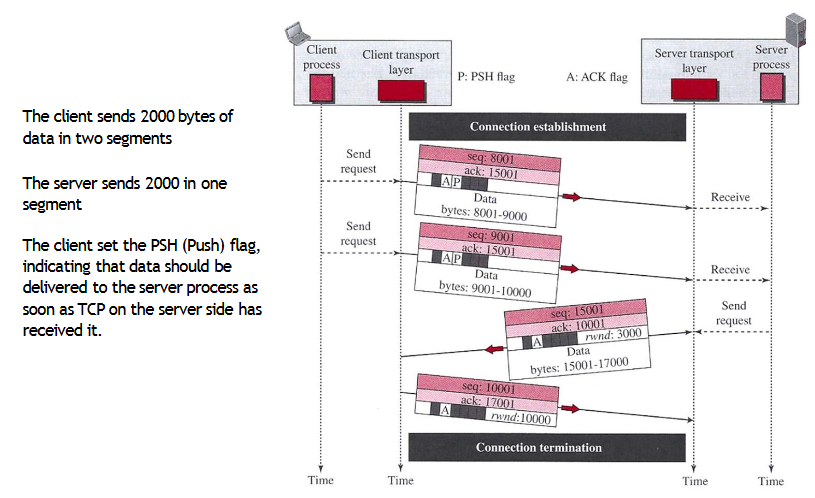 The client sends 2000 bytes of
data in two segments
The server sends 2000 in one
segment
The client set the PSH (Push) flag,
indicating that data should be
delivered to the server process as
soon as TCP on the server side has
received it.
Client
process
Client transport
layer
P: PSH flag
A: ACK flag
Server transport
layer
Server
process
Connection establishment
Send
request
seq: 8001
ack: 15001
A P
Data
bytes: 8001-9000
Receive
Send
request
seq: 9001
ack: 15001
A P
Data
bytes: 9001-10000
Receive
Send
request
seq: 15001
ack: 10001
A
rwnd: 3000
Data
bytes: 15001-17000
seq: 10001
ack: 17001
A
rwnd:10000
Connection termination
Time
Time
Time
Time